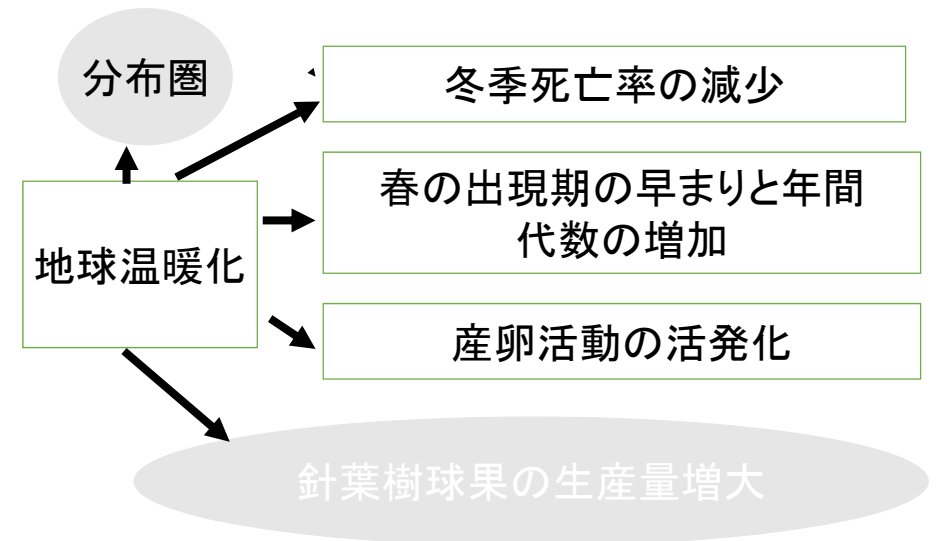 分布圏
冬季死亡率の減少
春の出現期の早まりと年間
代数の増加
地球温暖化
産卵活動の活発化
針葉樹球果の生産量増大